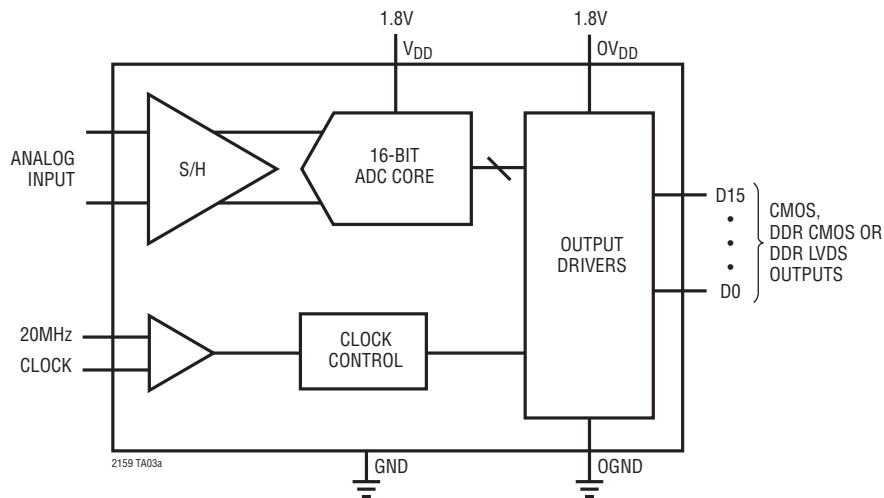 1.8V
1.8V
VDD
OVDD
ANALOG
INPUT
S/H
16-BIT
ADC CORE
OUTPUT
DRIVERS
D15
•
•
•
D0
CMOS,
DDR CMOS OR
DDR LVDS
OUTPUTS
20MHz
CLOCK
CLOCK
CONTROL
2159 TA03a
GND
OGND